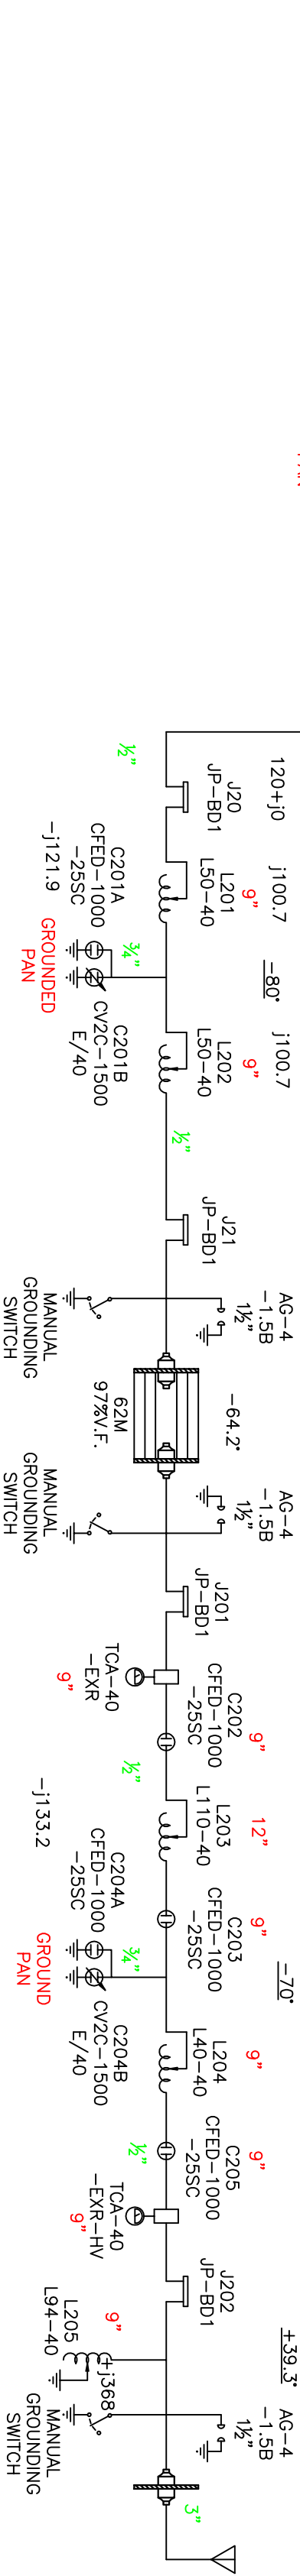 PAN
120+j0
½"
J20
JP-BD1
j100.7
9"
L201
L50-40
-80°
¾"
C201A
CFED-1000
-25SC
-j121.9
C201B
CV2C-1500
E/40
GROUNDED
PAN
j100.7
9"
L202
L50-40
½"
J21
JP-BD1
AG-4
-1.5B
1½"
MANUAL
GROUNDING
SWITCH
-64.2°
62M
97%V.F.
AG-4
-1.5B
1½"
MANUAL
GROUNDING
SWITCH
J201
JP-BD1
TCA-40
-EXR
9"
9"
C202
CFED-1000
-25SC
½"
12"
L203
L110-40
-j133.2
9"
C203
CFED-1000
-25SC
¾"
C204A
CFED-1000
-25SC
C204B
CV2C-1500
E/40
GROUND
PAN
-70°
9"
L204
L40-40
9"
C205
CFED-1000
-25SC
½"
TCA-40
-EXR-HV
9"
J202
JP-BD1
+39.3°
9"
+j368
L205
L94-40
AG-4
-1.5B
1½"
MANUAL
GROUNDING
SWITCH
3"